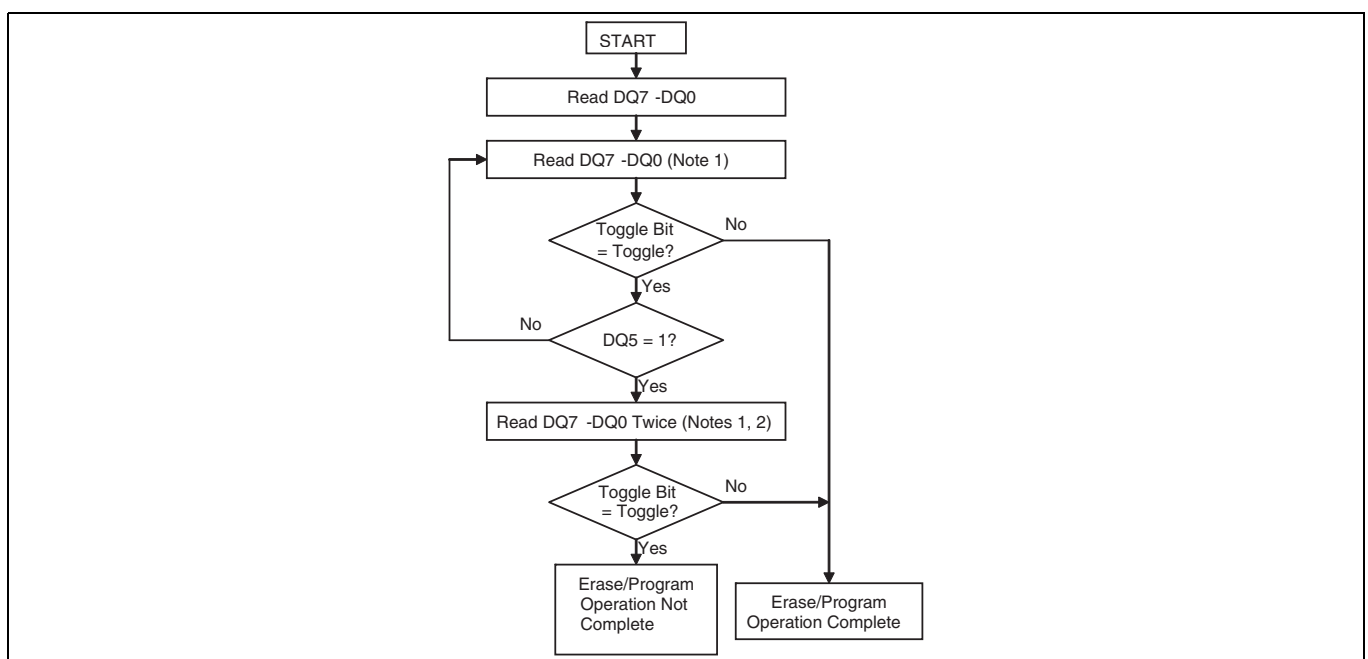 START
Read DQ7 -DQ0
Read DQ7 -DQ0 (Note 1)
Toggle Bit
= Toggle?
No
Yes
No
DQ5 = 1?
Yes
Read DQ7 -DQ0 Twice (Notes 1, 2)
Toggle Bit
= Toggle?
No
Yes
Erase/Program
Operation Not
Complete
Erase/Program
Operation Complete